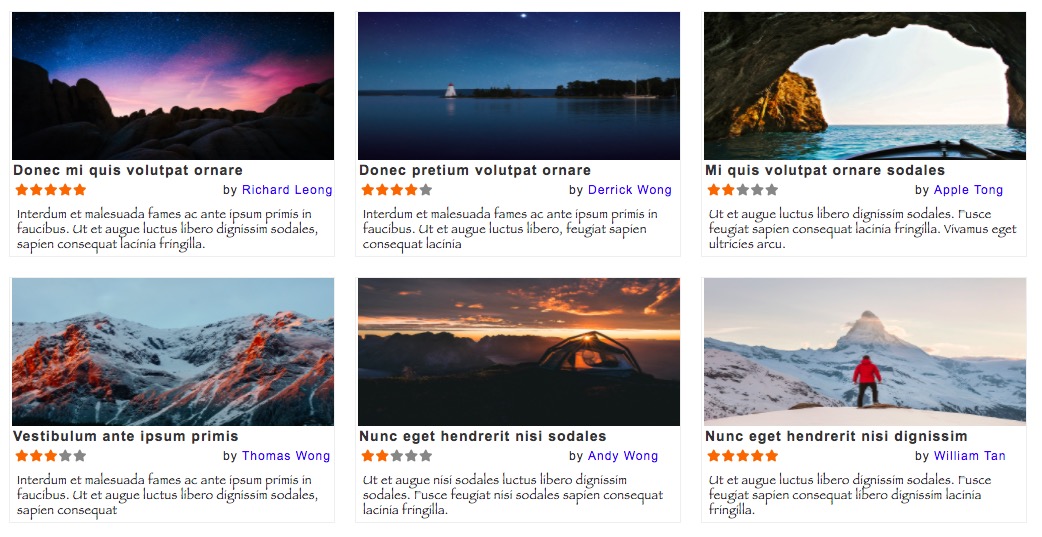 Donec mi quis volutpat ornare
by Richard Leong
Interdum et malesuada fames ac ante ipsum primis in
faucibus. Ut et augue luctus libero dignissim sodales,
sapien consequat lacinia fringilla.
Donec pretium volutpat ornare
by Derrick Wong
Interdum et malesuada fames ac ante ipsum primis in
faucibus. Ut et augue luctus libero, feugiat sapien
consequat lacinia
Mi quis volutpat ornare sodales
by Apple Tong
Ut et augue luctus libero dignissim sodales. Fusce
feugiat sapien consequat lacinia fringilla. Vivamus eget
ultricies arcu.
Vestibulum ante ipsum primis
by Thomas Wong
Interdum et malesuada fames ac ante ipsum primis in
faucibus. Ut et augue luctus libero dignissim sodales,
sapien consequat
Nunc eget hendrerit nisi sodales
by Andy Wong
Ut et augue nisi sodales luctus libero dignissim
sodales. Fusce feugiat nisi sodales sapien consequat
lacinia fringilla.
Nunc eget hendrerit nisi dignissim
by William Tan
Ut et augue luctus libero dignissim sodales. Fusce
feugiat sapien consequat libero dignissim lacinia
fringilla.